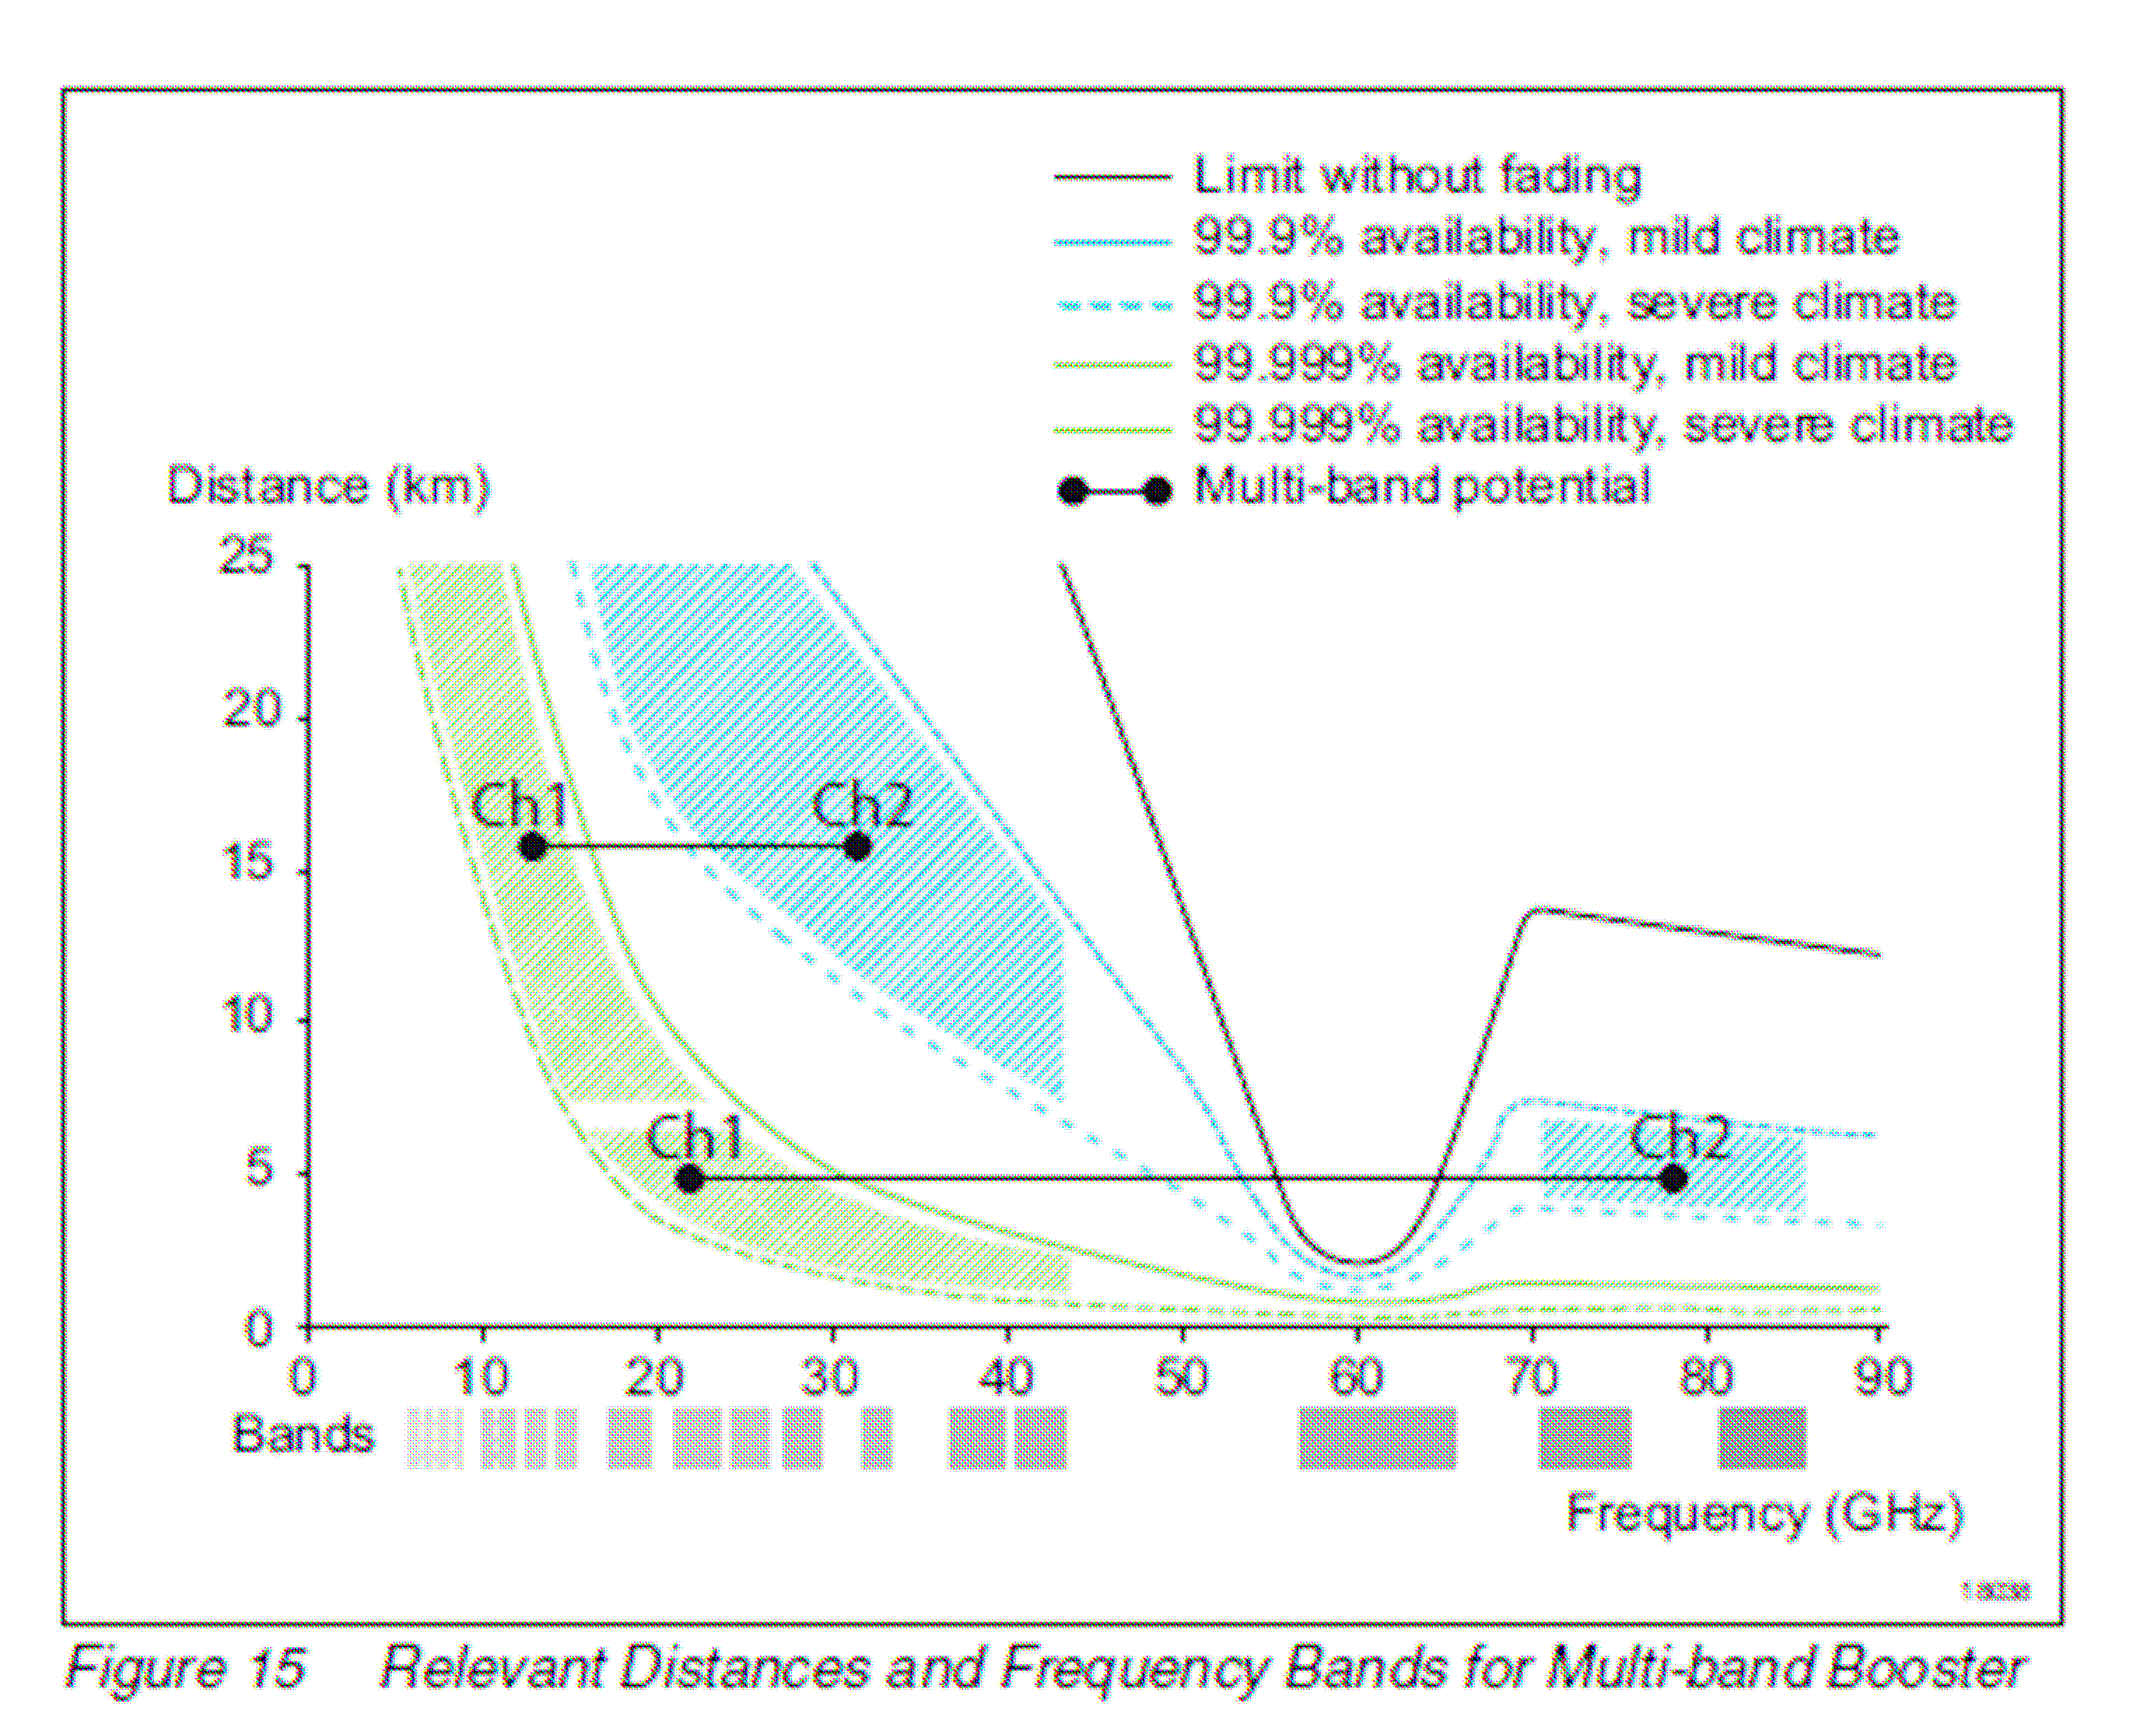 Limit without fading
99.9% availability, mild climate
99.9% availability, severe climate
99.999% availability, mild climate
99.999% availability, severe climate
Multi-band potential
Distance (km)
25
20
Ch1 Ch2
15
10
Ch1 Ch2
5
0
0 10 20 30 40 50 60 70 80 90
Bands
Frequency (GHz)
Figure 15 Relevant Distances and Frequency Bands for Multi-band Booster